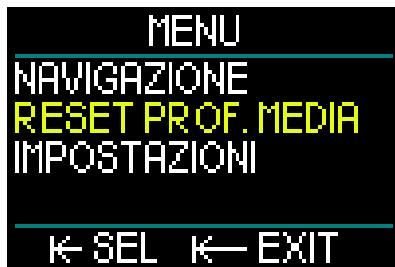 MENU
NAVIGAZIONE
RESET PROF. MEDIA
IMPOSTAZIONI
SEL EXIT